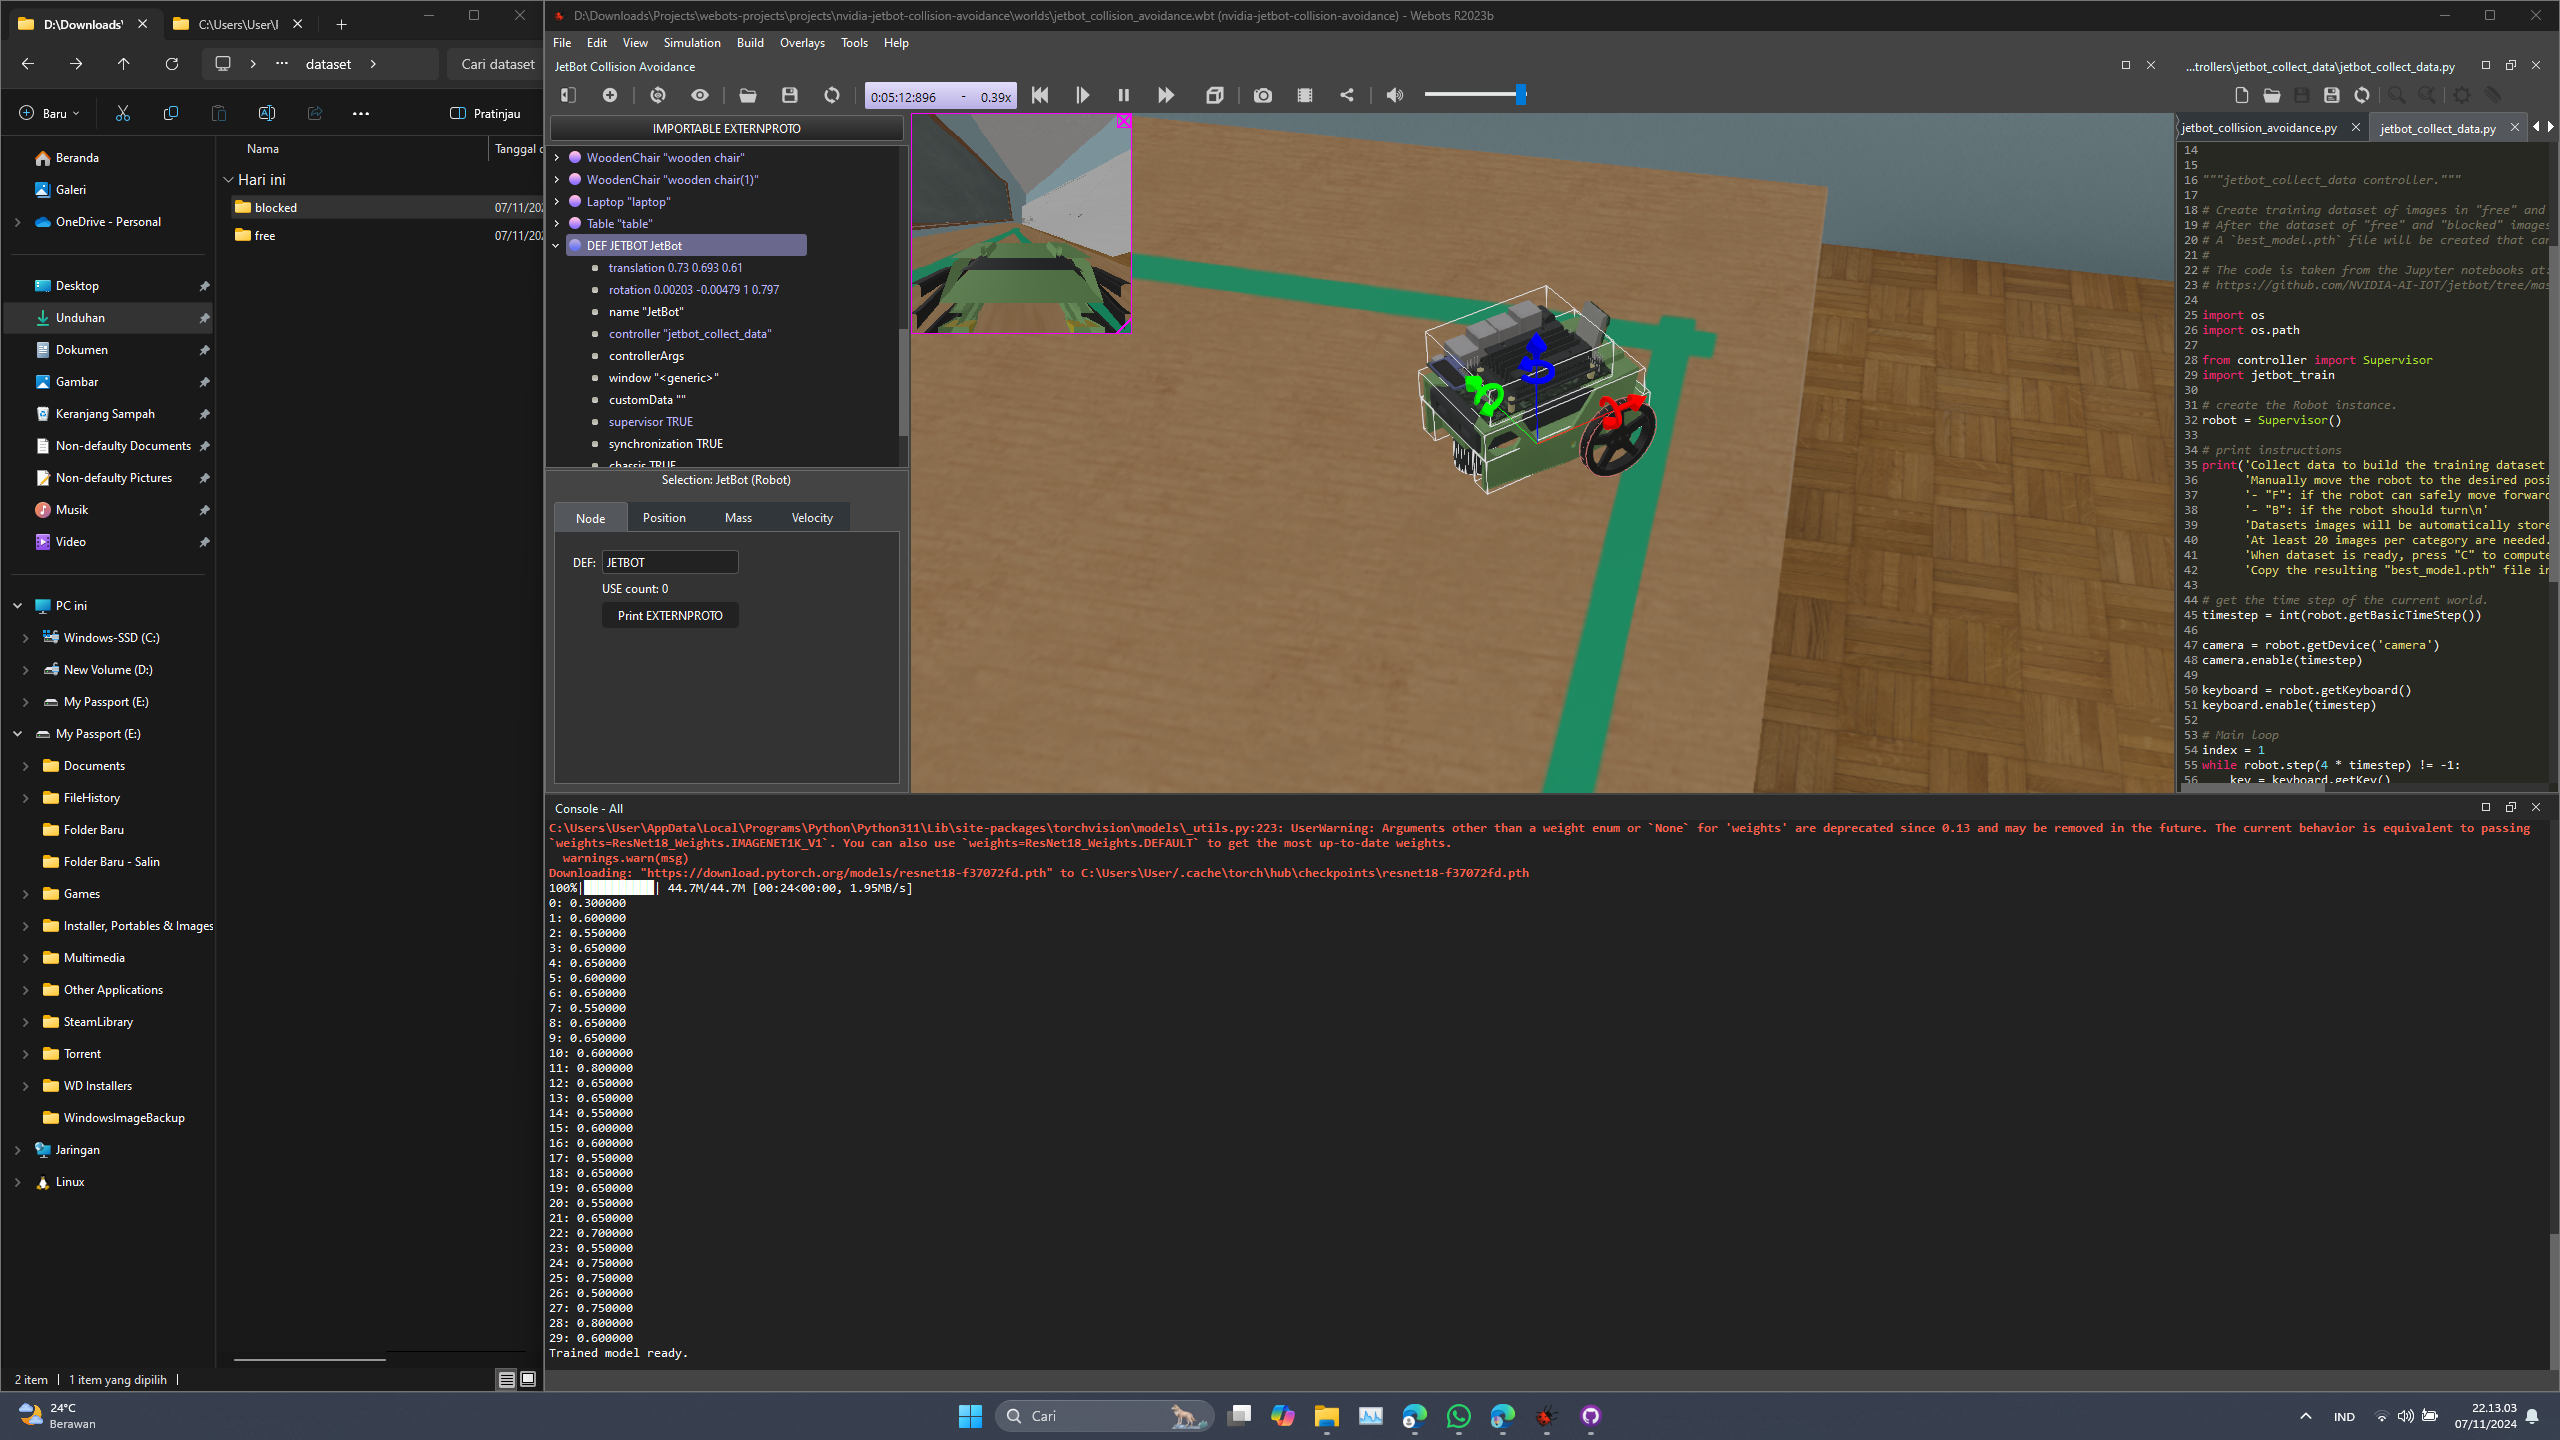 D:\Downloads'
C:\Users\User\I
dataset
Cari dataset
Baru
Pratinjau
Beranda
Galeri
OneDrive - Personal
Desktop
Unduhan
Dokumen
Gambar
Keranjang Sampah
Non-defaulty Documents
Non-defaulty Pictures
Musik
Video
PC ini
Windows-SSD (C:)
New Volume (D:)
My Passport (E:)
My Passport (E:)
Documents
FileHistory
Folder Baru
Folder Baru - Salin
Games
Installer, Portables & Images
Multimedia
Other Applications
SteamLibrary
Torrent
WD Installers
WindowsImageBackup
Jaringan
Linux
Nama
Tanggal d
Hari ini
blocked 07/11/202
free 07/11/202
2 item | 1 item yang dipilih |
D:\Downloads\Projects\webots-projects\projects\nvidia-jetbot-collision-avoidance\worlds\jetbot_collision_avoidance.wbt (nvidia-jetbot-collision-avoidance) - Webots R2023b
File Edit View Simulation Build Overlays Tools Help
JetBot Collision Avoidance
0:05:12:896 - 0.39x
IMPORTABLE EXTERNPROTO
WoodenChair "wooden chair"
WoodenChair "wooden chair(1)"
Laptop "laptop"
Table "table"
DEF JETBOT JetBot
translation 0.73 0.693 0.61
rotation 0.00203 -0.00479 1 0.797
name "JetBot"
controller "jetbot_collect_data"
controllerArgs
window "<generic>"
customData ""
supervisor TRUE
synchronization TRUE
chassis TRUE
Selection: JetBot (Robot)
Node Position Mass Velocity
DEF: JETBOT
USE count: 0
Print EXTERNPROTO
...trollers\jetbot_collect_data\jetbot_collect_data.py
jetbot_collision_avoidance.py
jetbot_collect_data.py
14
15
16 """jetbot_collect_data controller."""
17
18 # Create training dataset of images in "free" and
19 # After the dataset of "free" and "blocked" images
20 # A `best_model.pth` file will be created that can
21 #
22 # The code is taken from the Jupyter notebooks at:
23 # https://github.com/NVIDIA-AI-IOT/jetbot/tree/mas
24
25 import os
26 import os.path
27
28 from controller import Supervisor
29 import jetbot_train
30
31 # create the Robot instance.
32 robot = Supervisor()
33
34 # print instructions
35 print('Collect data to build the training dataset
36 'Manually move the robot to the desired posi
37 '- "F": if the robot can safely move forward
38 '- "B": if the robot should turn\n'
39 'Datasets images will be automatically store
40 'At least 20 images per category are needed.
41 'When dataset is ready, press "C" to compute
42 'Copy the resulting "best_model.pth" file in
43
44 # get the time step of the current world.
45 timestep = int(robot.getBasicTimeStep())
46
47 camera = robot.getDevice('camera')
48 camera.enable(timestep)
49
50 keyboard = robot.getKeyboard()
51 keyboard.enable(timestep)
52
53 # Main loop
54 index = 1
55 while robot.step(4 * timestep) != -1:
56 key = keyboard.getKey()
Console - All
C:\Users\User\AppData\Local\Programs\Python\Python311\Lib\site-packages\torchvision\models\_utils.py:223: UserWarning: Arguments other than a weight enum or `None` for 'weights' are deprecated since 0.13 and may be removed in the future. The current behavior is equivalent to passing
`weights=ResNet18_Weights.IMAGENET1K_V1`. You can also use `weights=ResNet18_Weights.DEFAULT` to get the most up-to-date weights.
warnings.warn(msg)
Downloading: "https://download.pytorch.org/models/resnet18-f37072fd.pth" to C:\Users\User/.cache\torch\hub\checkpoints\resnet18-f37072fd.pth
100%|██████████| 44.7M/44.7M [00:24<00:00, 1.95MB/s]
0: 0.300000
1: 0.600000
2: 0.550000
3: 0.650000
4: 0.650000
5: 0.600000
6: 0.650000
7: 0.550000
8: 0.650000
9: 0.650000
10: 0.600000
11: 0.800000
12: 0.650000
13: 0.650000
14: 0.550000
15: 0.600000
16: 0.600000
17: 0.550000
18: 0.650000
19: 0.650000
20: 0.550000
21: 0.650000
22: 0.700000
23: 0.550000
24: 0.750000
25: 0.750000
26: 0.500000
27: 0.750000
28: 0.800000
29: 0.600000
Trained model ready.
24°C
Berawan
Cari
IND
22.13.03
07/11/2024